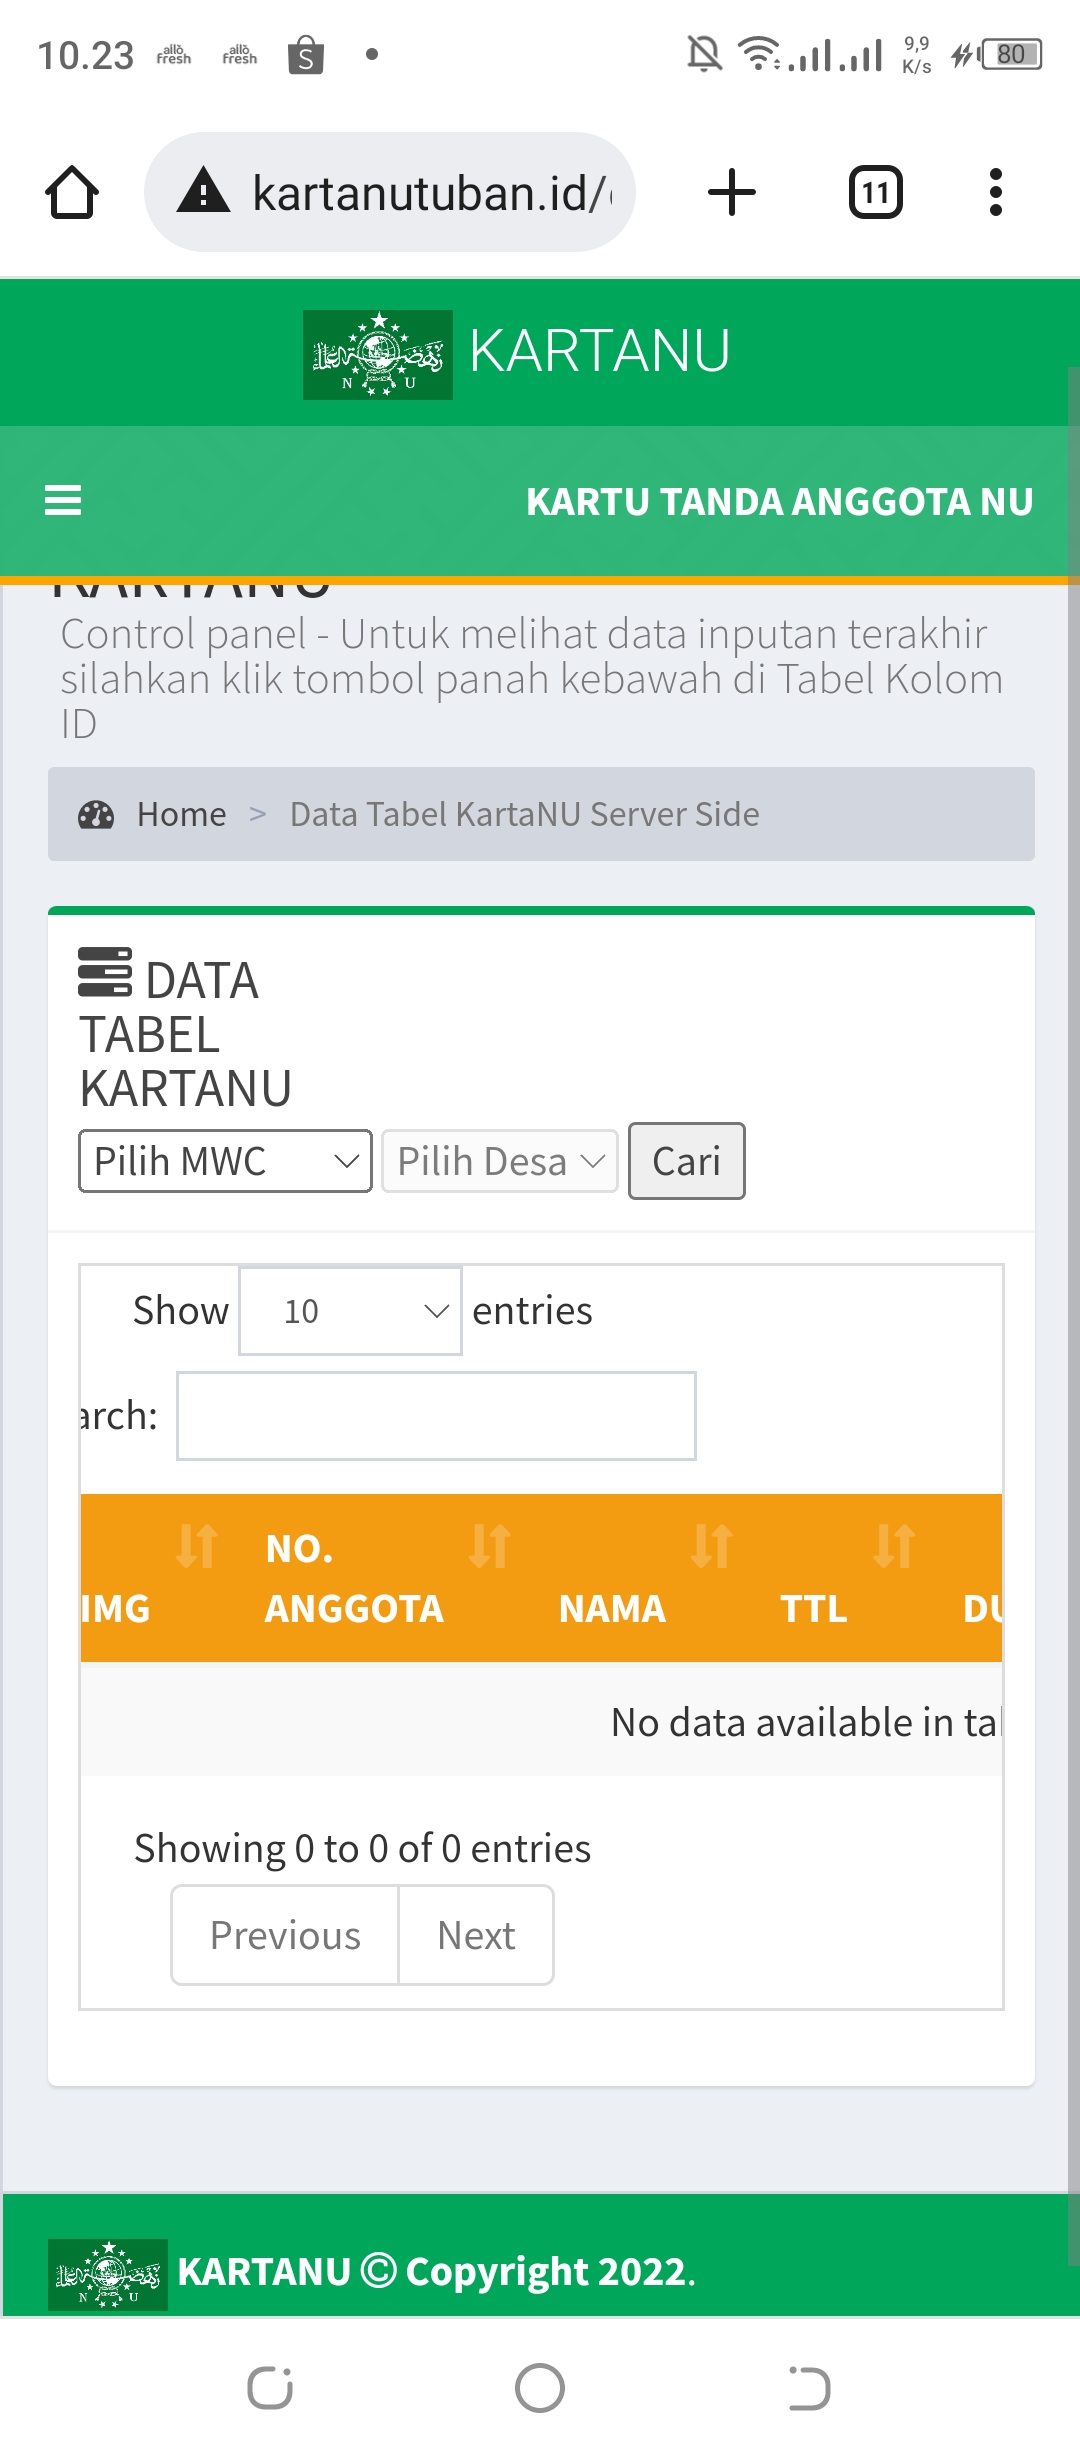 10.23 allo fresh allo fresh S 9,9 K/s 80
kartanutuban.id/
11
N U KARTANU
KARTU TANDA ANGGOTA NU
KARTANU
Control panel - Untuk melihat data inputan terakhir
silahkan klik tombol panah kebawah di Tabel Kolom
ID
Home > Data Tabel KartaNU Server Side
DATA
TABEL
KARTANU
Pilih MWC Pilih Desa Cari
Show 10 entries
arch:
IMG NO. ANGGOTA NAMA TTL DU
No data available in ta
Showing 0 to 0 of 0 entries
Previous Next
N U KARTANU © Copyright 2022.